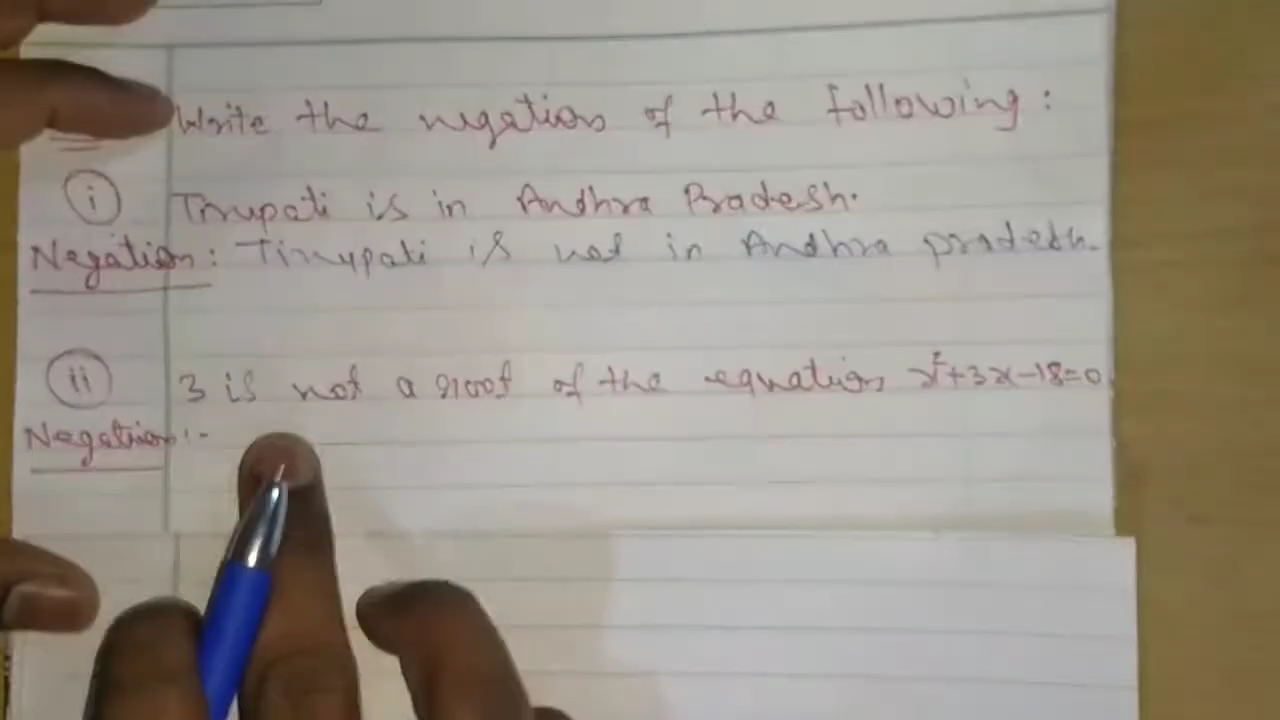 Write the negation of the following:
i Tirupati is in Andhra Pradesh.
Negation: Tirupati is not in Andhra pradesh.
ii 3 is not a root of the equation x²+3x-18=0.
Negation:-